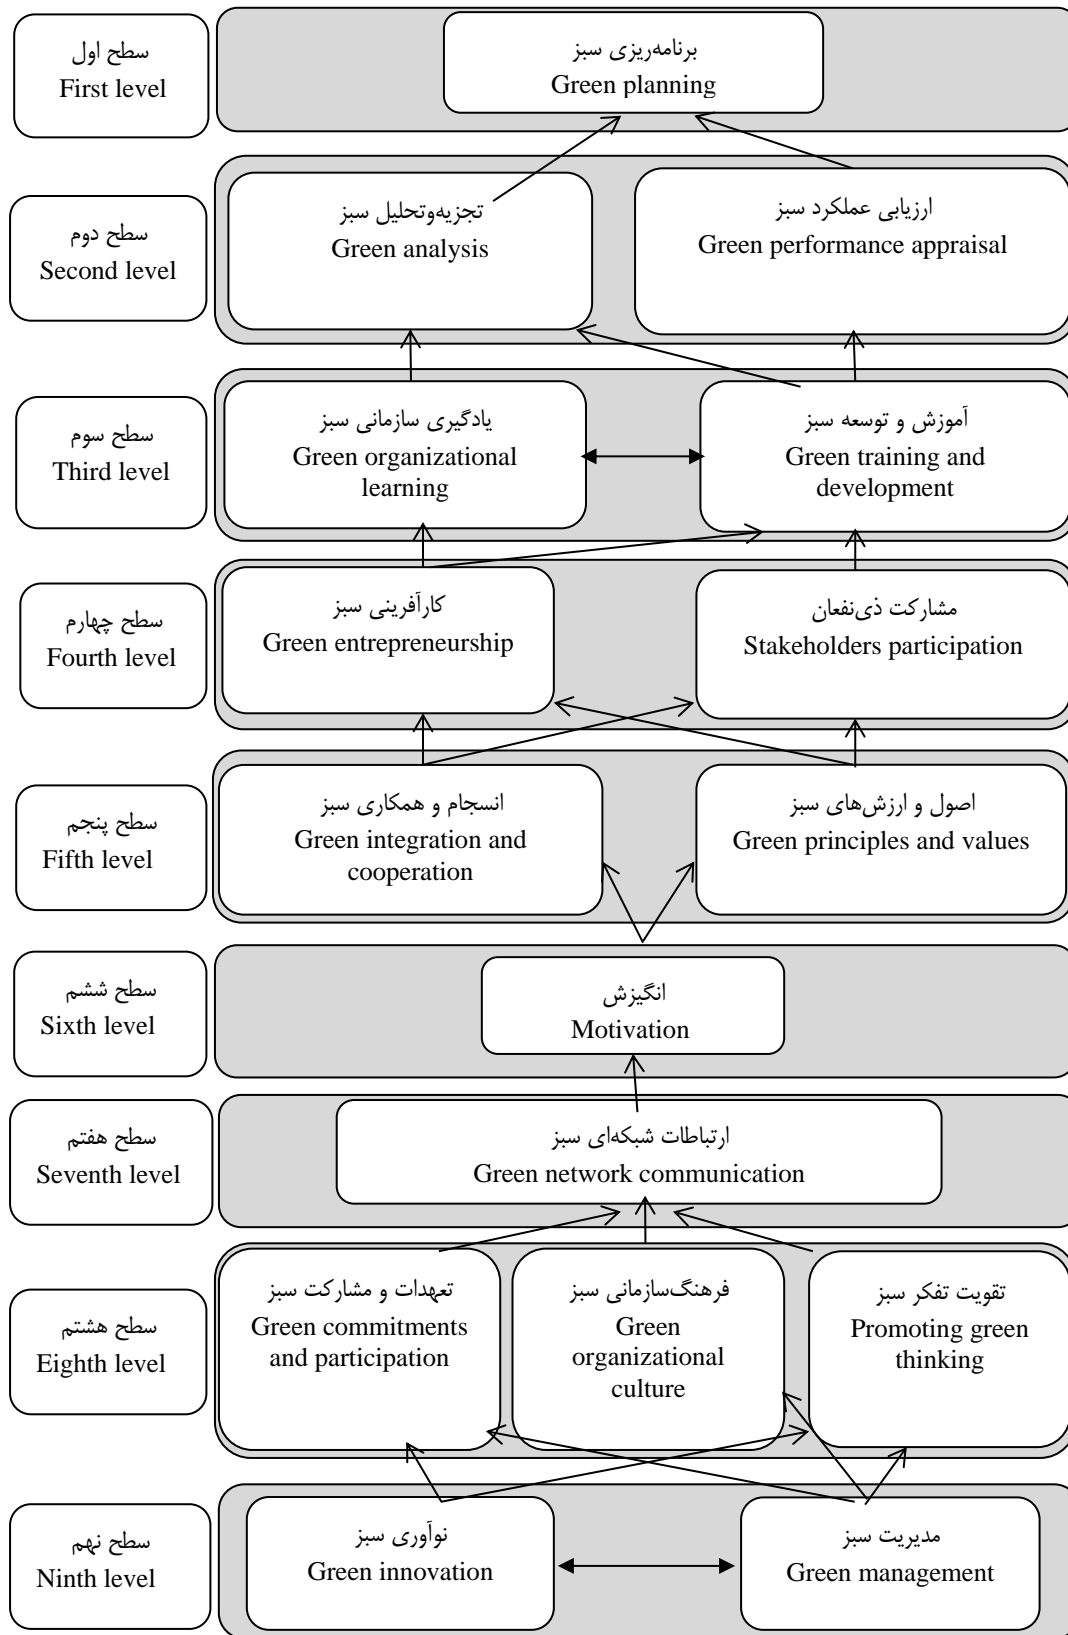 سطح اول
First level
برنامه‌ریزی سبز
Green planning
سطح دوم
Second level
تجزیه‌وتحلیل سبز
Green analysis
ارزیابی عملکرد سبز
Green performance appraisal
سطح سوم
Third level
یادگیری سازمانی سبز
Green organizational
learning
آموزش و توسعه سبز
Green training and
development
سطح چهارم
Fourth level
کارآفرینی سبز
Green entrepreneurship
مشارکت ذی‌نفعان
Stakeholders participation
سطح پنجم
Fifth level
انسجام و همکاری سبز
Green integration and
cooperation
اصول و ارزش‌های سبز
Green principles and values
سطح ششم
Sixth level
انگیزش
Motivation
سطح هفتم
Seventh level
ارتباطات شبکه‌ای سبز
Green network communication
سطح هشتم
Eighth level
تعهدات و مشارکت سبز
Green commitments
and participation
فرهنگ‌سازمانی سبز
Green
organizational
culture
تقویت تفکر سبز
Promoting green
thinking
سطح نهم
Ninth level
نوآوری سبز
Green innovation
مدیریت سبز
Green management